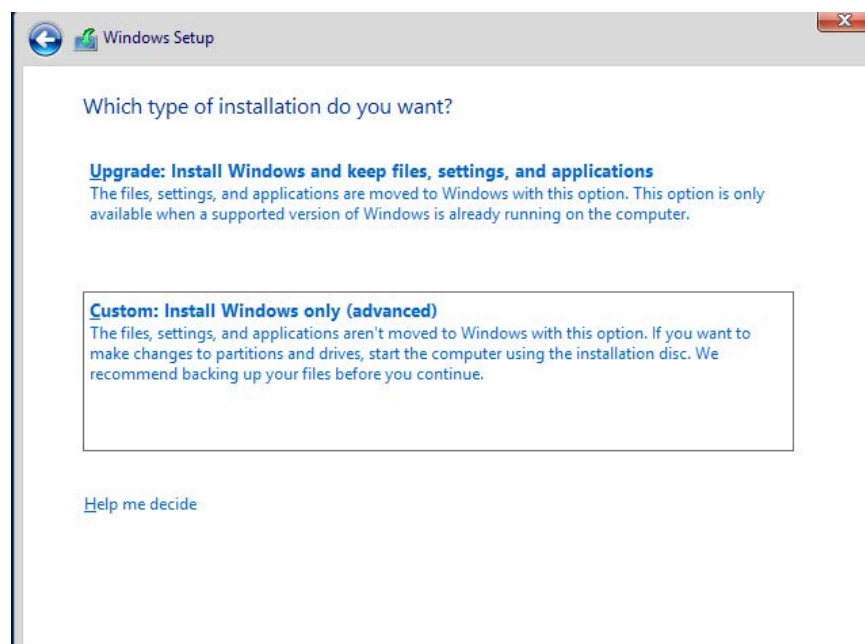 Windows Setup
Which type of installation do you want?
Upgrade: Install Windows and keep files, settings, and applications
The files, settings, and applications are moved to Windows with this option. This option is only
available when a supported version of Windows is already running on the computer.
Custom: Install Windows only (advanced)
The files, settings, and applications aren't moved to Windows with this option. If you want to
make changes to partitions and drives, start the computer using the installation disc. We
recommend backing up your files before you continue.
Help me decide